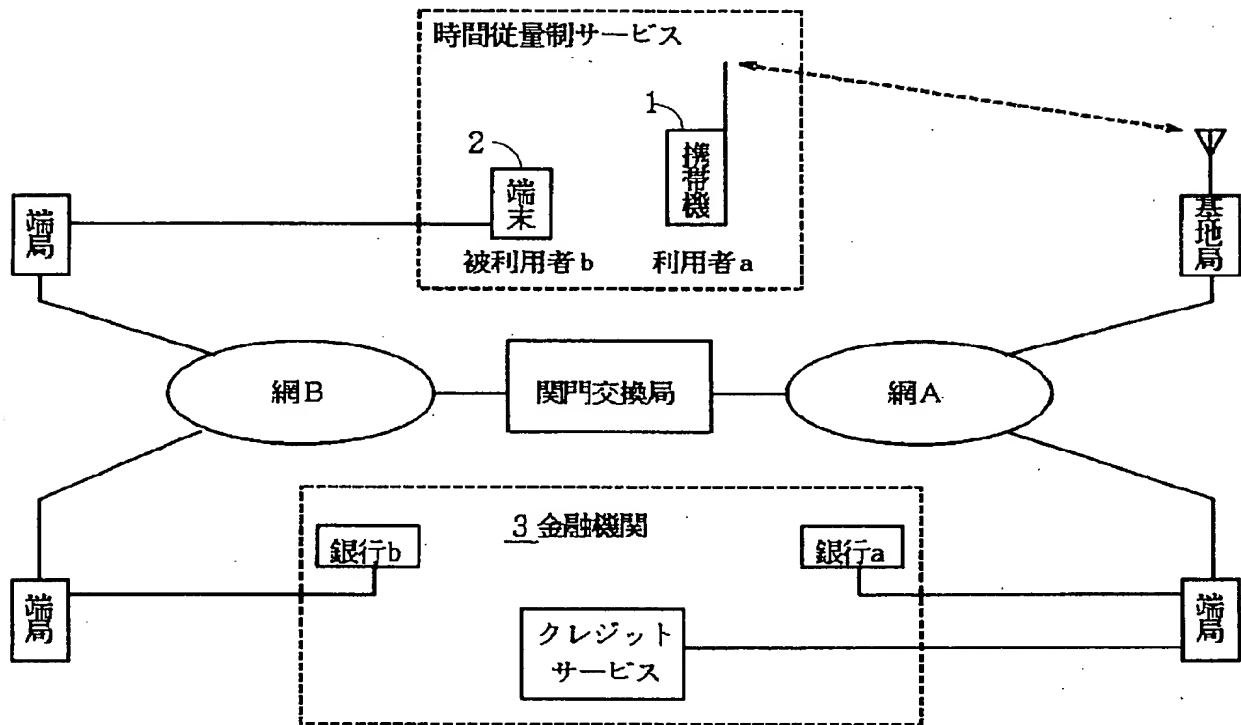 時間従量制サービス
1
携帯機
2
端末
被利用者b
利用者a
端局
基地局
網B
関門交換局
網A
3 金融機関
銀行b
銀行a
端局
クレジット
サービス
端局